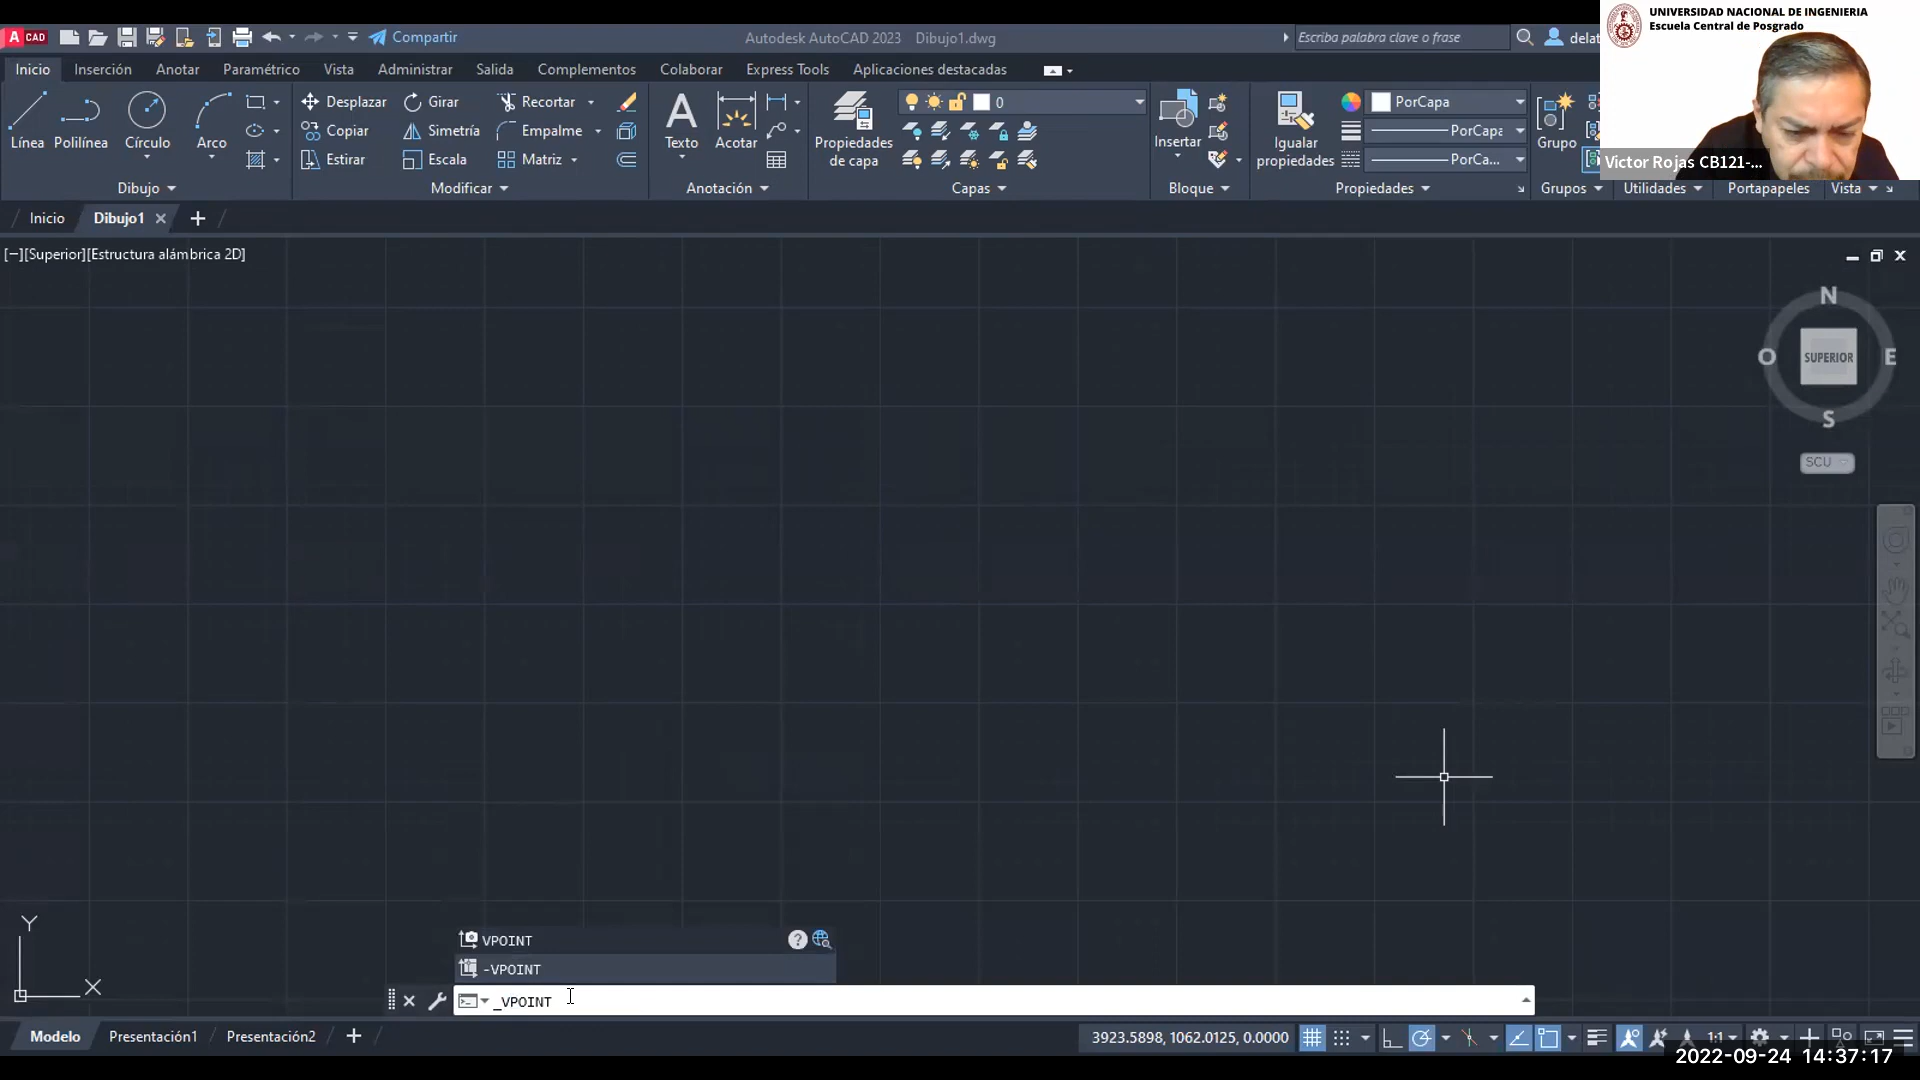 UNIVERSIDAD NACIONAL DE INGENIERIA
Escuela Central de Posgrado
A CAD
Compartir
Autodesk AutoCAD 2023 Dibujo1.dwg
Escriba palabra clave o frase
delat
Inicio Inserción Anotar Paramétrico Vista Administrar Salida Complementos Colaborar Express Tools Aplicaciones destacadas
Desplazar Girar Recortar
0
PorCapa
Copiar Simetría Empalme
PorCapa
Línea Polilínea Círculo Arco
Texto Acotar Propiedades de capa
Insertar
Igualar propiedades
Grupo
Estirar Escala Matriz
PorCa...
Victor Rojas CB121-...
Dibujo Modificar Anotación Capas Bloque Propiedades Grupos Utilidades Portapapeles Vista
Inicio Dibujo1
[−][Superior][Estructura alámbrica 2D]
N
O SUPERIOR E
S
SCU
Y
X
VPOINT
-VPOINT
_VPOINT
Modelo Presentación1 Presentación2
3923.5898, 1062.0125, 0.0000
1:1
2022-09-24 14:37:17